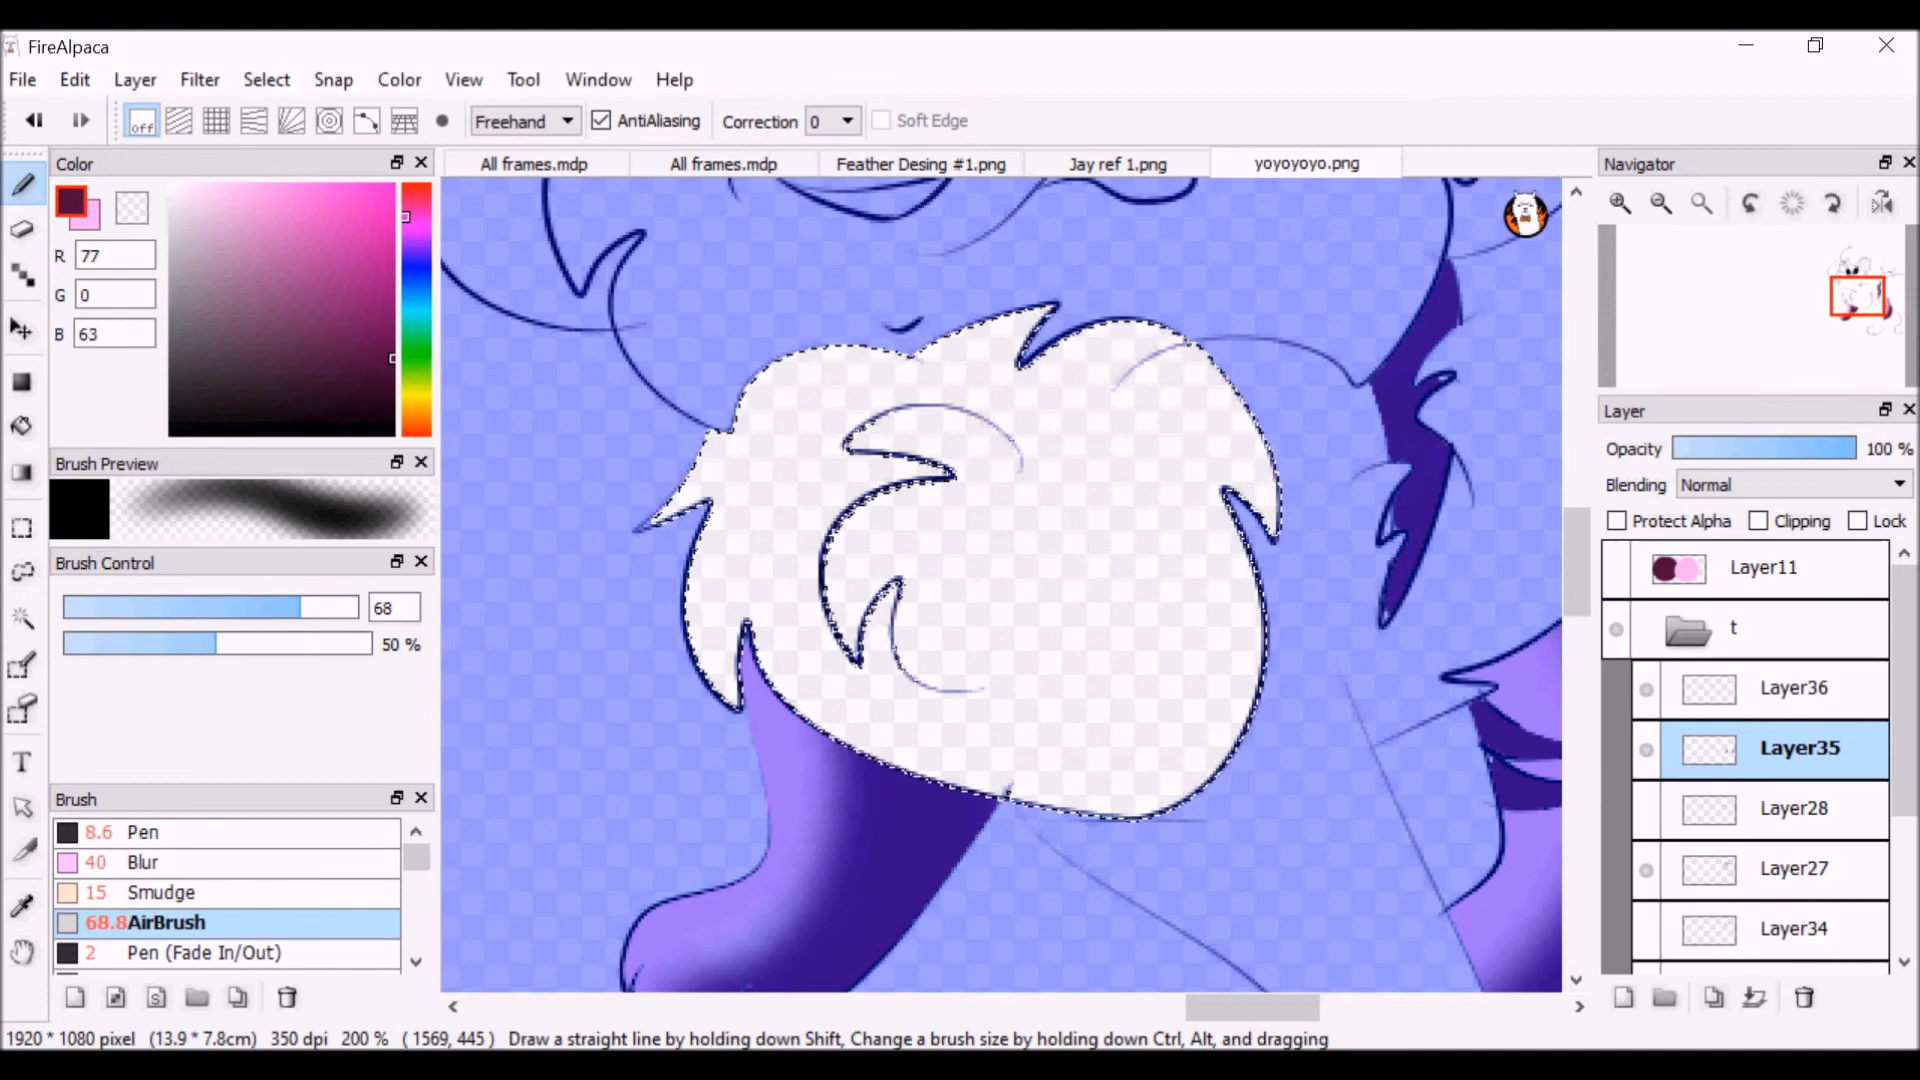 FireAlpaca
File Edit Layer Filter Select Snap Color View Tool Window Help
off Freehand AntiAliasing Correction 0 Soft Edge
Color
All frames.mdp All frames.mdp Feather Desing #1.png Jay ref 1.png yoyoyoyo.png
Navigator
R 77
G 0
B 63
Brush Preview
Brush Control
68
50 %
Brush
8.6 Pen
40 Blur
15 Smudge
68.8 AirBrush
2 Pen (Fade In/Out)
Layer
Opacity 100 %
Blending Normal
Protect Alpha Clipping Lock
Layer11
t
Layer36
Layer35
Layer28
Layer27
Layer34
T
1920 * 1080 pixel (13.9 * 7.8cm) 350 dpi 200 % ( 1569, 445 ) Draw a straight line by holding down Shift, Change a brush size by holding down Ctrl, Alt, and dragging